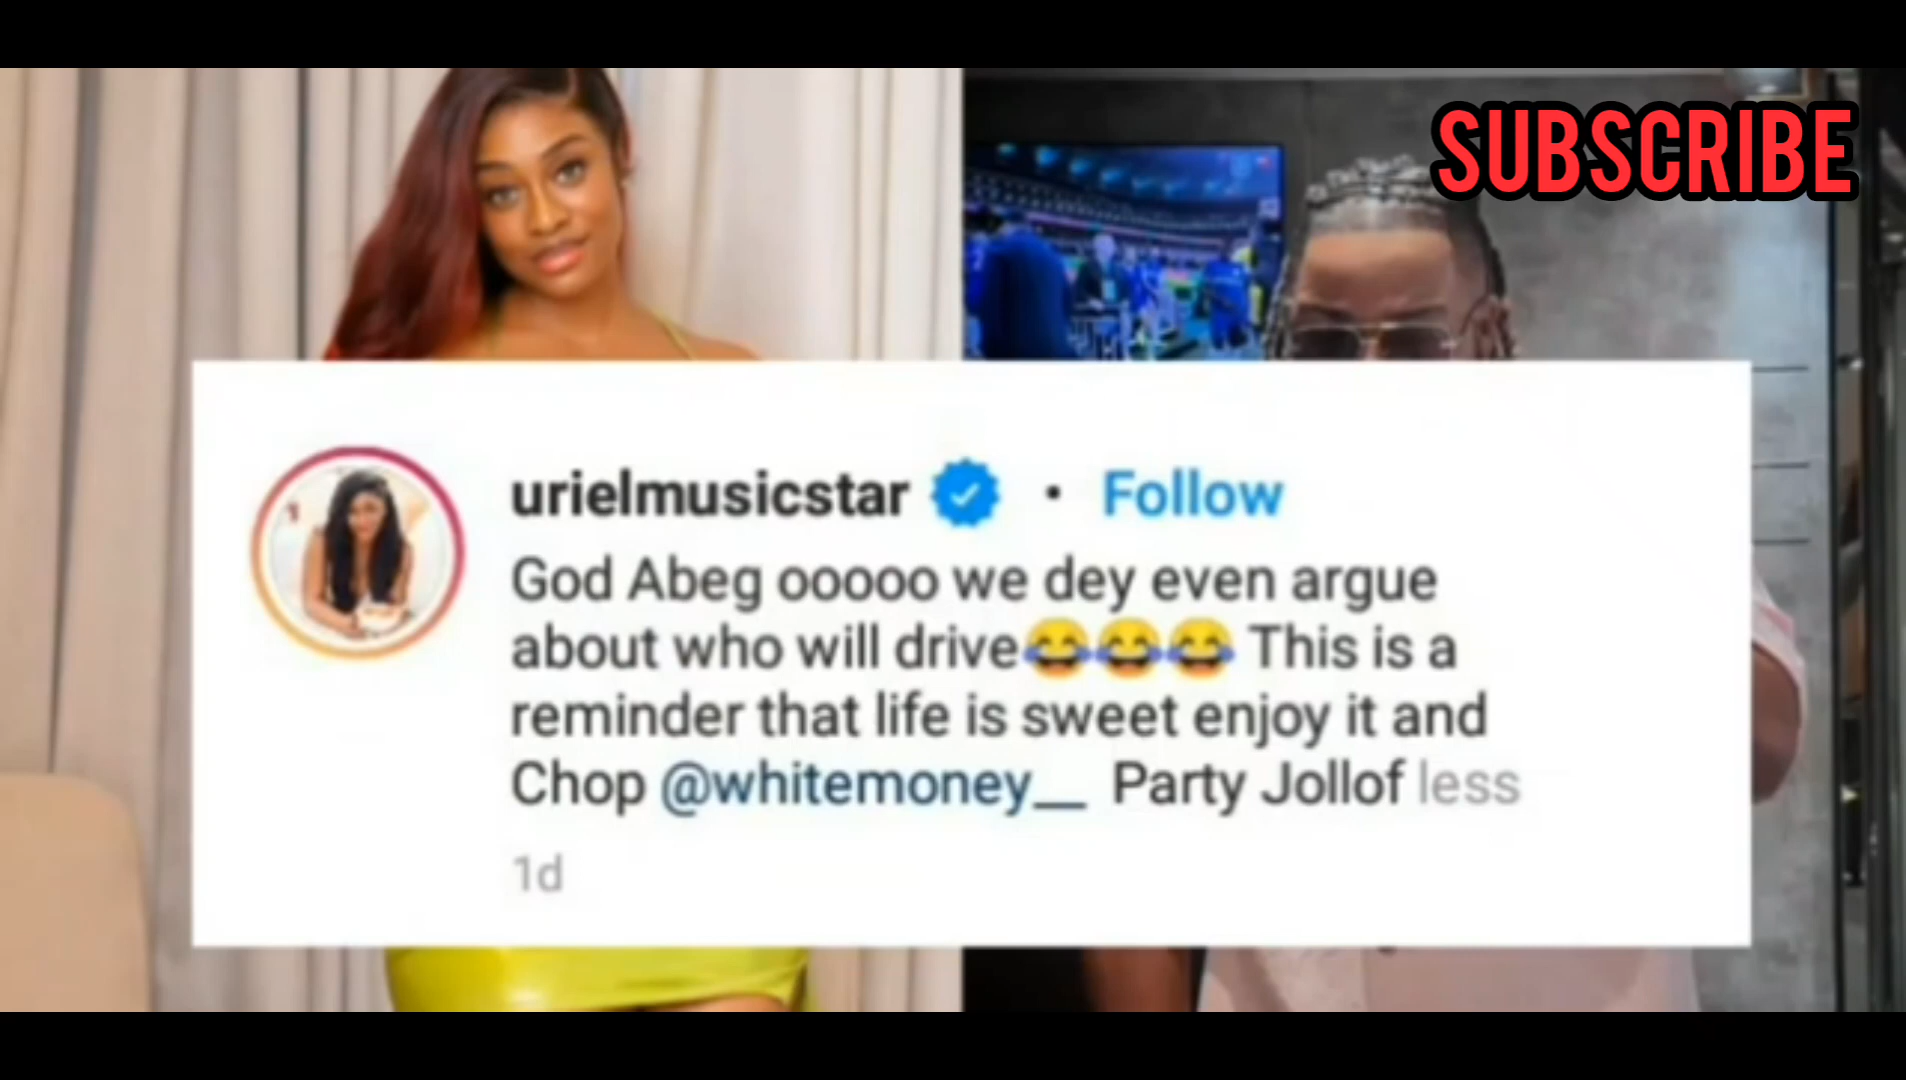 SUBSCRIBE
urielmusicstar • Follow
God Abeg ooooo we dey even argue
about who will drive😂😂😂 This is a
reminder that life is sweet enjoy it and
Chop @whitemoney__ Party Jollof less
1d